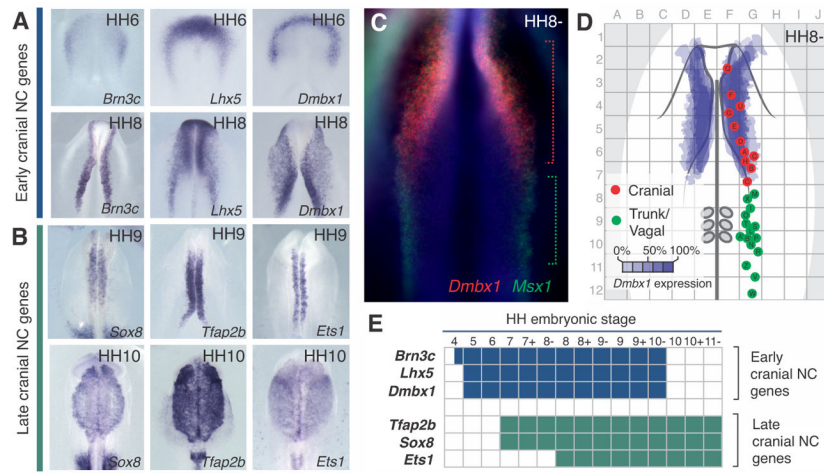 A
Early cranial NC genes
HH6
Brn3c
HH6
Lhx5
HH6
Dmbx1
HH8
Brn3c
HH8
Lhx5
HH8
Dmbx1
B
Late cranial NC genes
HH9
Sox8
HH9
Tfap2b
HH9
Ets1
HH10
Sox8
HH10
Tfap2b
HH10
Ets1
C
HH8-
Dmbx1 Msx1
D
A B C D E F G H I J
HH8-
1
2
3
4
5
6
7
8
9
10
11
12
Cranial
Trunk/
Vagal
0% 50% 100%
Dmbx1 expression
E
HH embryonic stage
4 5 6 7 7+ 8- 8 8+ 9- 9 9+ 10- 10 10+ 11-
Brn3c
Lhx5
Dmbx1
Early
cranial NC
genes
Tfap2b
Sox8
Ets1
Late
cranial NC
genes